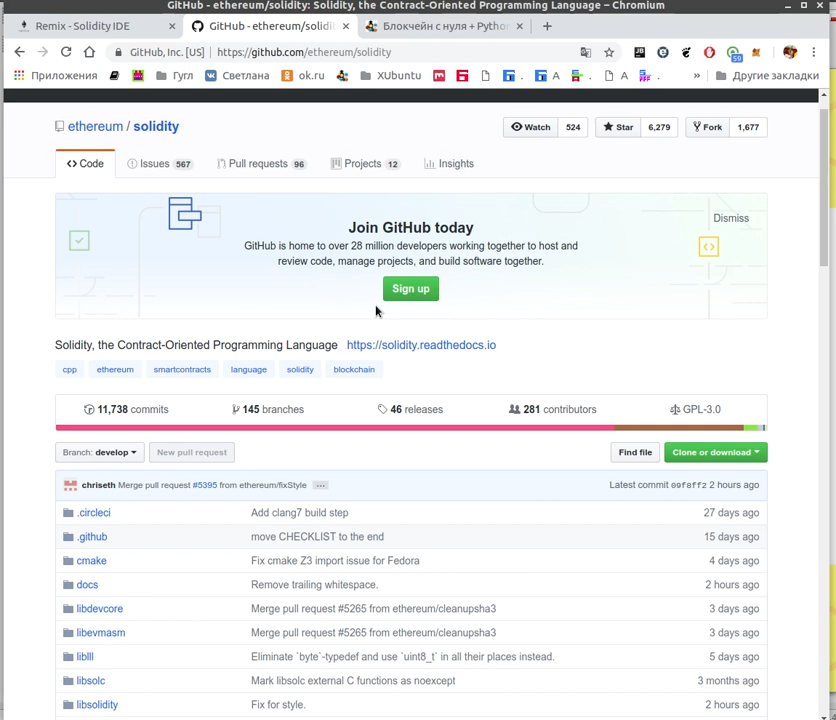 GitHub - ethereum/solidity: Solidity, the Contract-Oriented Programming Language – Chromium
Remix - Solidity IDE
GitHub - ethereum/solidi
Блокчейн с нуля + Python
GitHub, Inc. [US]
https://github.com/ethereum/solidity
59
Приложения
Гугл
Светлана
ok.ru
XUbuntu
A
A
Другие закладки
ethereum / solidity
Watch 524
Star 6,279
Fork 1,677
Code
Issues 567
Pull requests 96
Projects 12
Insights
Join GitHub today
Dismiss
GitHub is home to over 28 million developers working together to host and
review code, manage projects, and build software together.
Sign up
Solidity, the Contract-Oriented Programming Language https://solidity.readthedocs.io
cpp ethereum smartcontracts language solidity blockchain
11,738 commits
145 branches
46 releases
281 contributors
GPL-3.0
Branch: develop
New pull request
Find file
Clone or download
chriseth Merge pull request #5395 from ethereum/fixStyle ...
Latest commit 09f8ff2 2 hours ago
.circleci Add clang7 build step 27 days ago
.github move CHECKLIST to the end 15 days ago
cmake Fix cmake Z3 import issue for Fedora 4 days ago
docs Remove trailing whitespace. 2 hours ago
libdevcore Merge pull request #5265 from ethereum/cleanupsha3 3 days ago
libevmasm Merge pull request #5265 from ethereum/cleanupsha3 3 days ago
liblll Eliminate `byte`-typedef and use `uint8_t` in all their places instead. 5 days ago
libsolc Mark libsolc external C functions as noexcept 3 months ago
libsolidity Fix for style. 2 hours ago